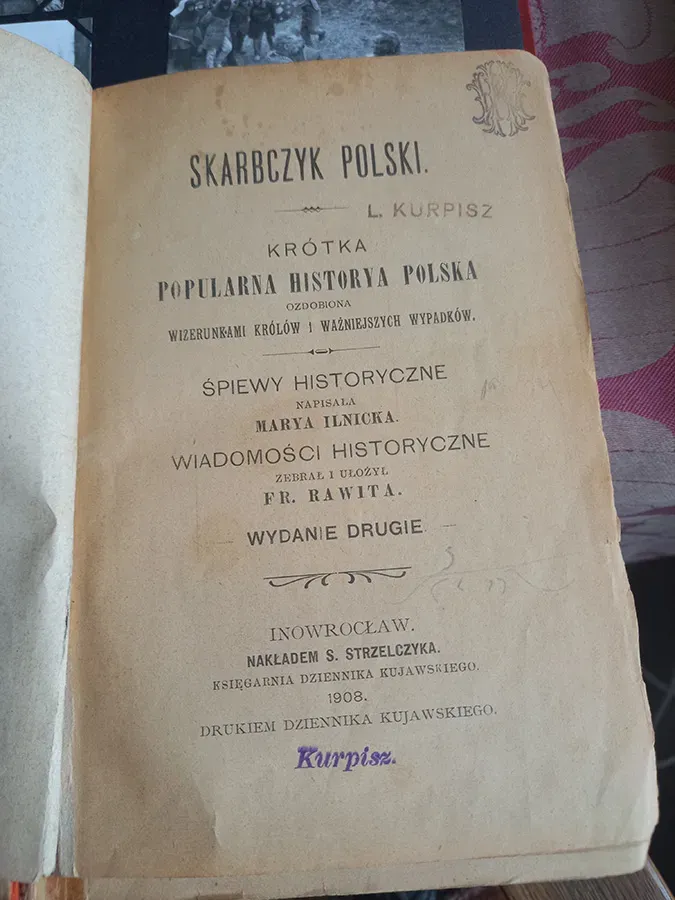 SKARBCZYK POLSKI.
L. KURPISZ
KRÓTKA
POPULARNA HISTORYA POLSKA
OZDOBIONA
WIZERUNKAMI KRÓLÓW I WAŻNIEJSZYCH WYPADKÓW.
ŚPIEWY HISTORYCZNE
NAPISAŁA
MARYA ILNICKA.
WIADOMOŚCI HISTORYCZNE
ZEBRAŁ I UŁOŻYŁ
FR. RAWITA.
WYDANIE DRUGIE
INOWROCŁAW.
NAKŁADEM S. STRZELCZYKA.
KSIĘGARNIA DZIENNIKA KUJAWSKIEGO.
1908.
DRUKIEM DZIENNIKA KUJAWSKIEGO.
Kurpisz.